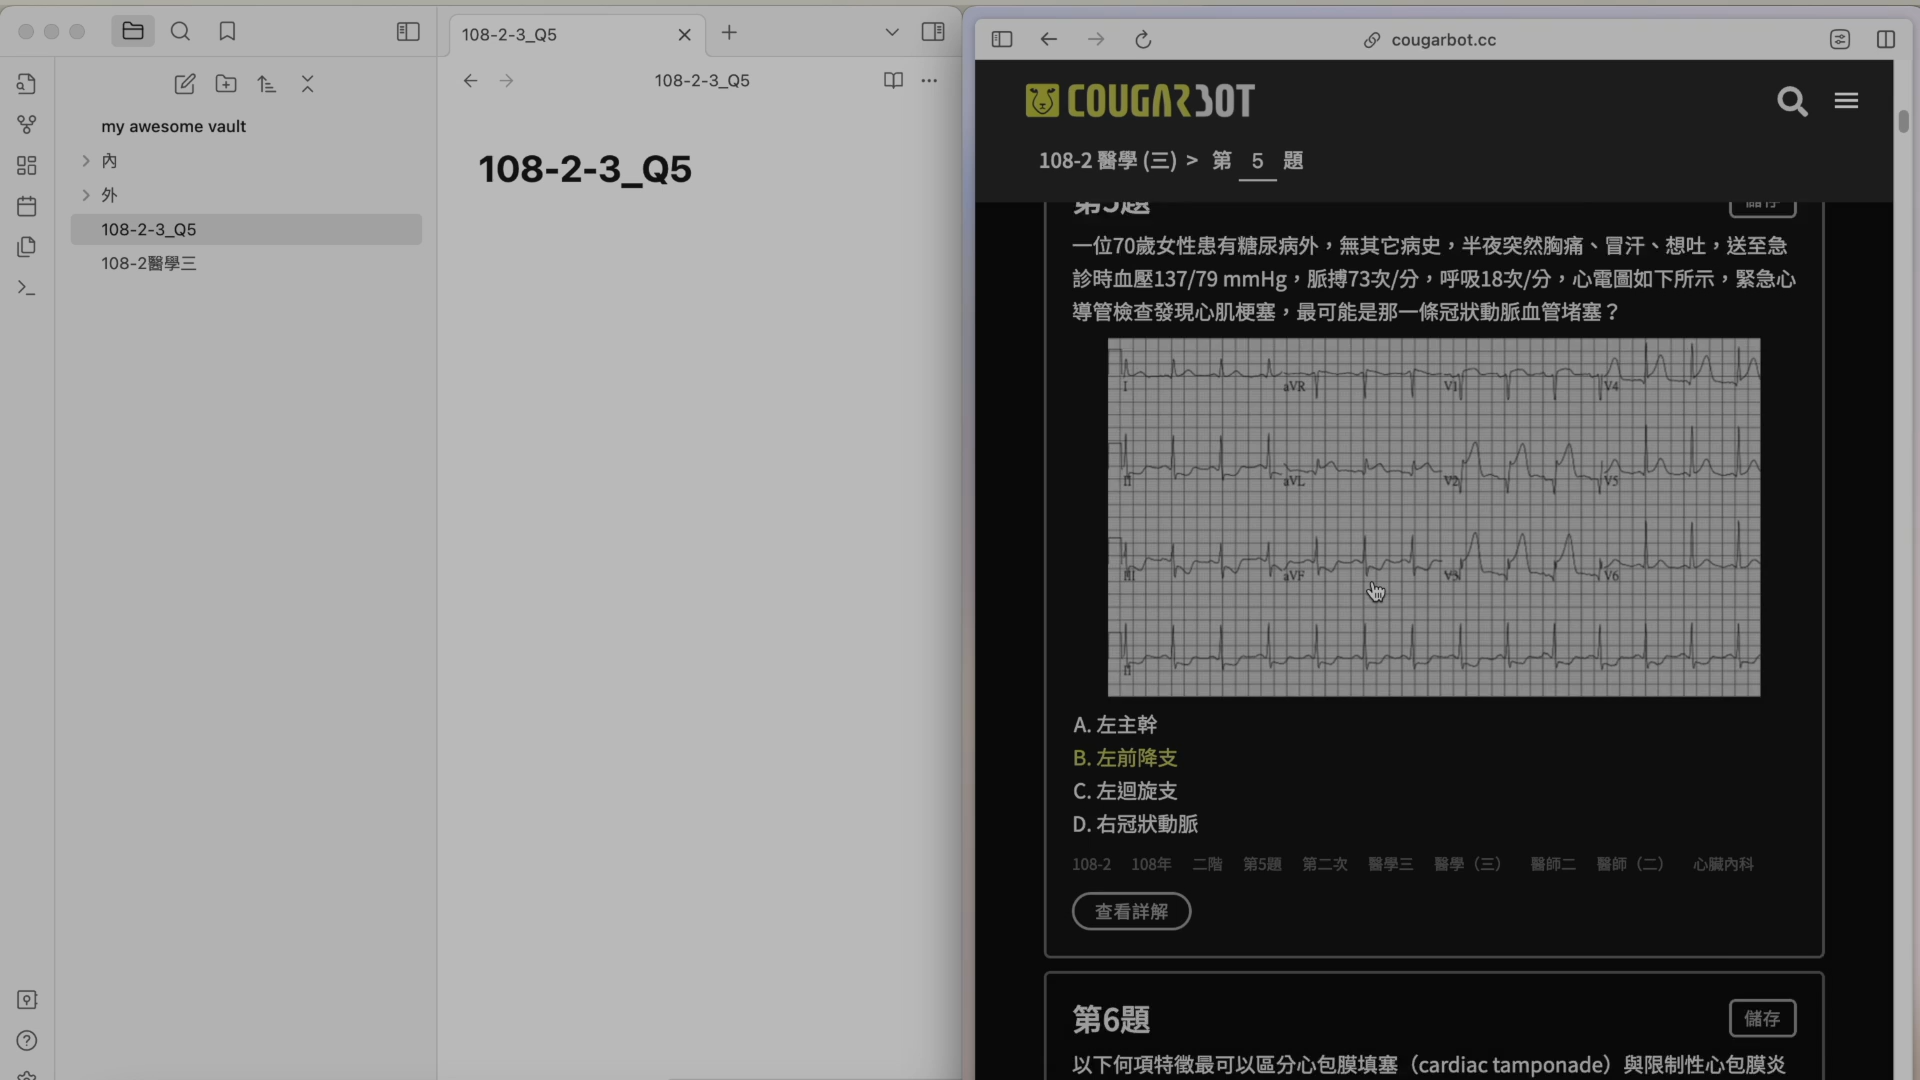 108-2-3_Q5
108-2-3_Q5
my awesome vault
內
外
108-2-3_Q5
108-2醫學三
108-2-3_Q5
cougarbot.cc
COUGARBOT
108-2 醫學 (三) > 第 5 題
第5題
儲存
一位70歲女性患有糖尿病外，無其它病史，半夜突然胸痛、冒汗、想吐，送至急
診時血壓137/79 mmHg，脈搏73次/分，呼吸18次/分，心電圖如下所示，緊急心
導管檢查發現心肌梗塞，最可能是那一條冠狀動脈血管堵塞？
I aVR V1 V4
II aVL V2 V5
III aVF V3 V6
II
A. 左主幹
B. 左前降支
C. 左迴旋支
D. 右冠狀動脈
108-2 108年 二階 第5題 第二次 醫學三 醫學（三） 醫師二 醫師（二） 心臟內科
查看詳解
第6題
儲存
以下何項特徵最可以區分心包膜填塞（cardiac tamponade）與限制性心包膜炎